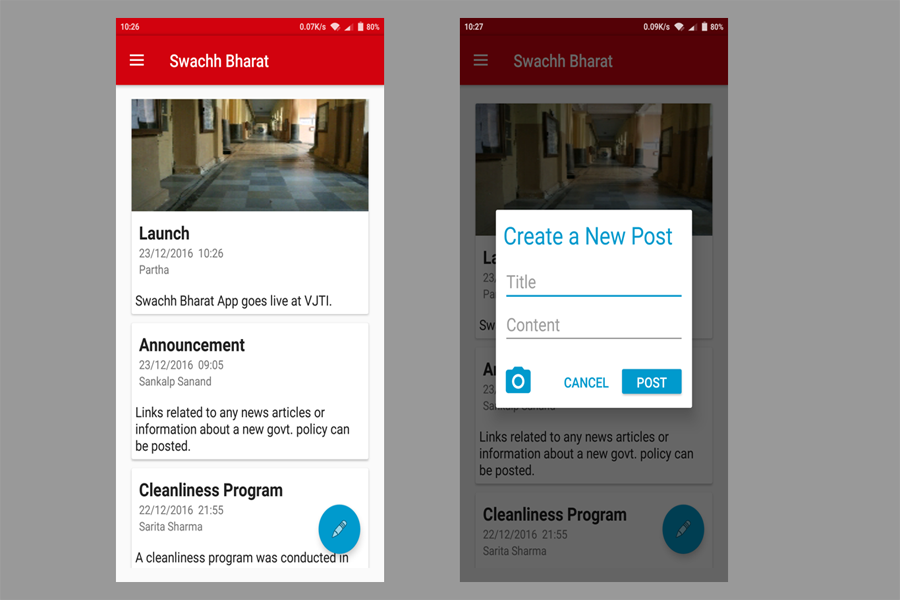 10:26 0.07K/s 80%
Swachh Bharat
Launch
23/12/2016 10:26
Partha
Swachh Bharat App goes live at VJTI.
Announcement
23/12/2016 09:05
Sankalp Sanand
Links related to any news articles or
information about a new govt. policy can
be posted.
Cleanliness Program
22/12/2016 21:55
Sarita Sharma
A cleanliness program was conducted in
10:27 0.09K/s 80%
Swachh Bharat
Create a New Post
La
Title
23
Pa
Content
Sw
An
CANCEL POST
23
Sankalp Sanand
Links related to any news articles or
information about a new govt. policy can
be posted.
Cleanliness Program
22/12/2016 21:55
Sarita Sharma